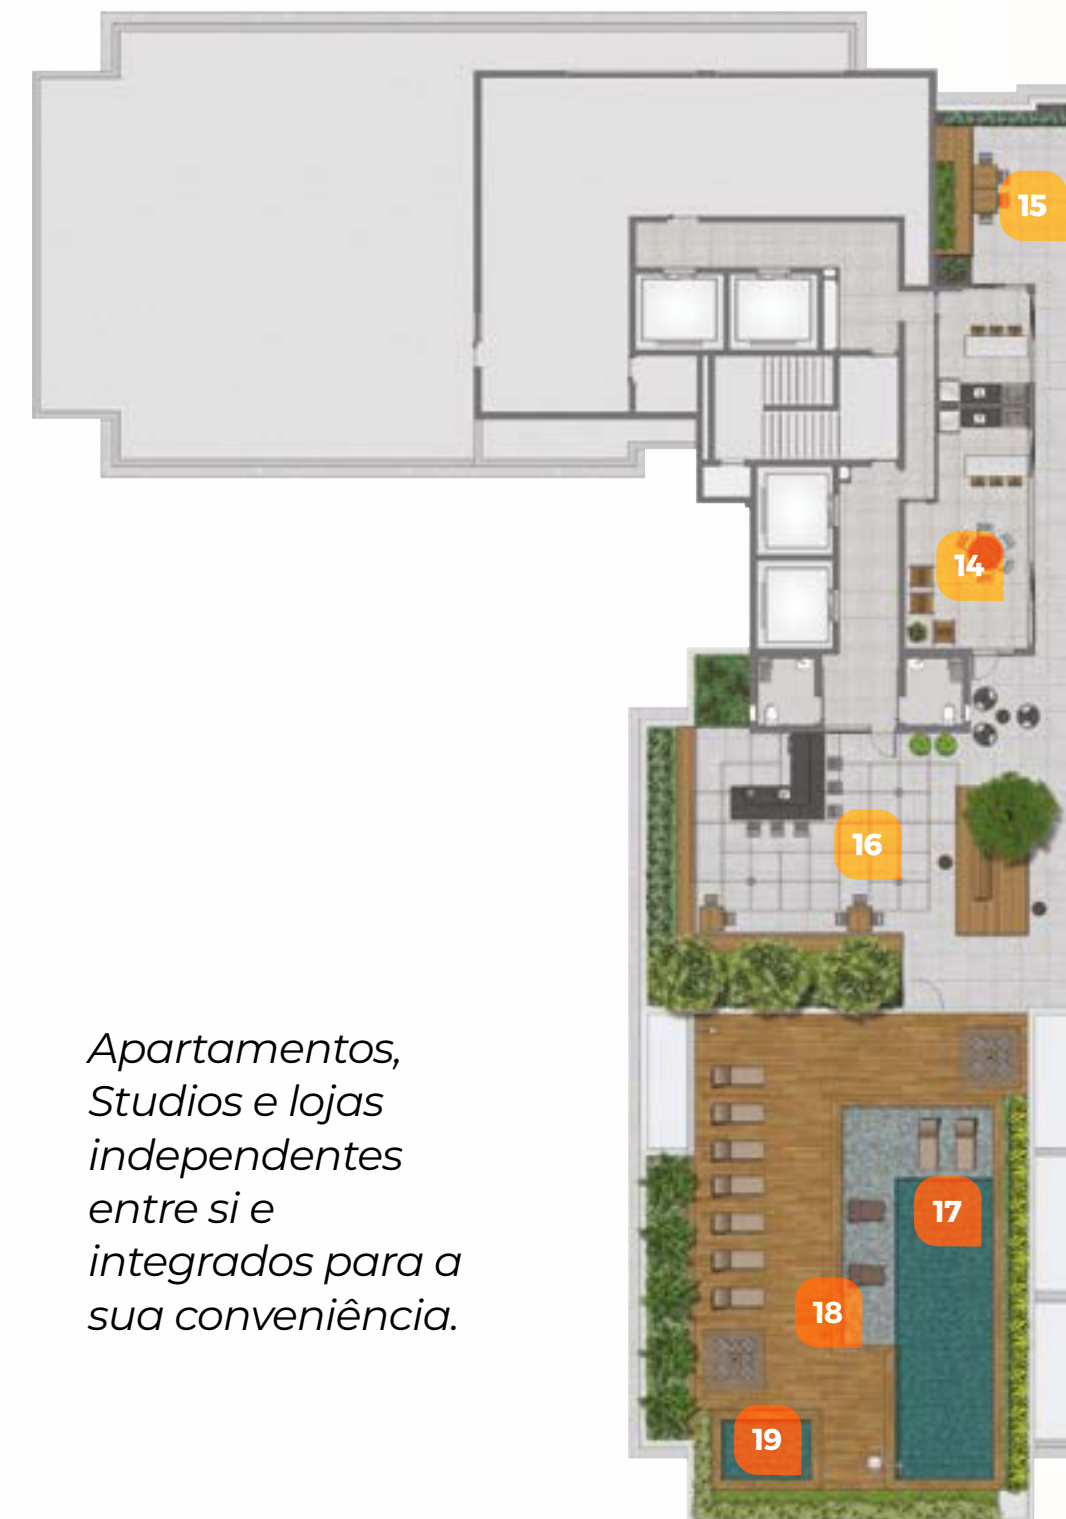 15
14
16
Apartamentos,
Studios e lojas
independentes
entre si e
integrados para a
sua conveniência.
17
18
19